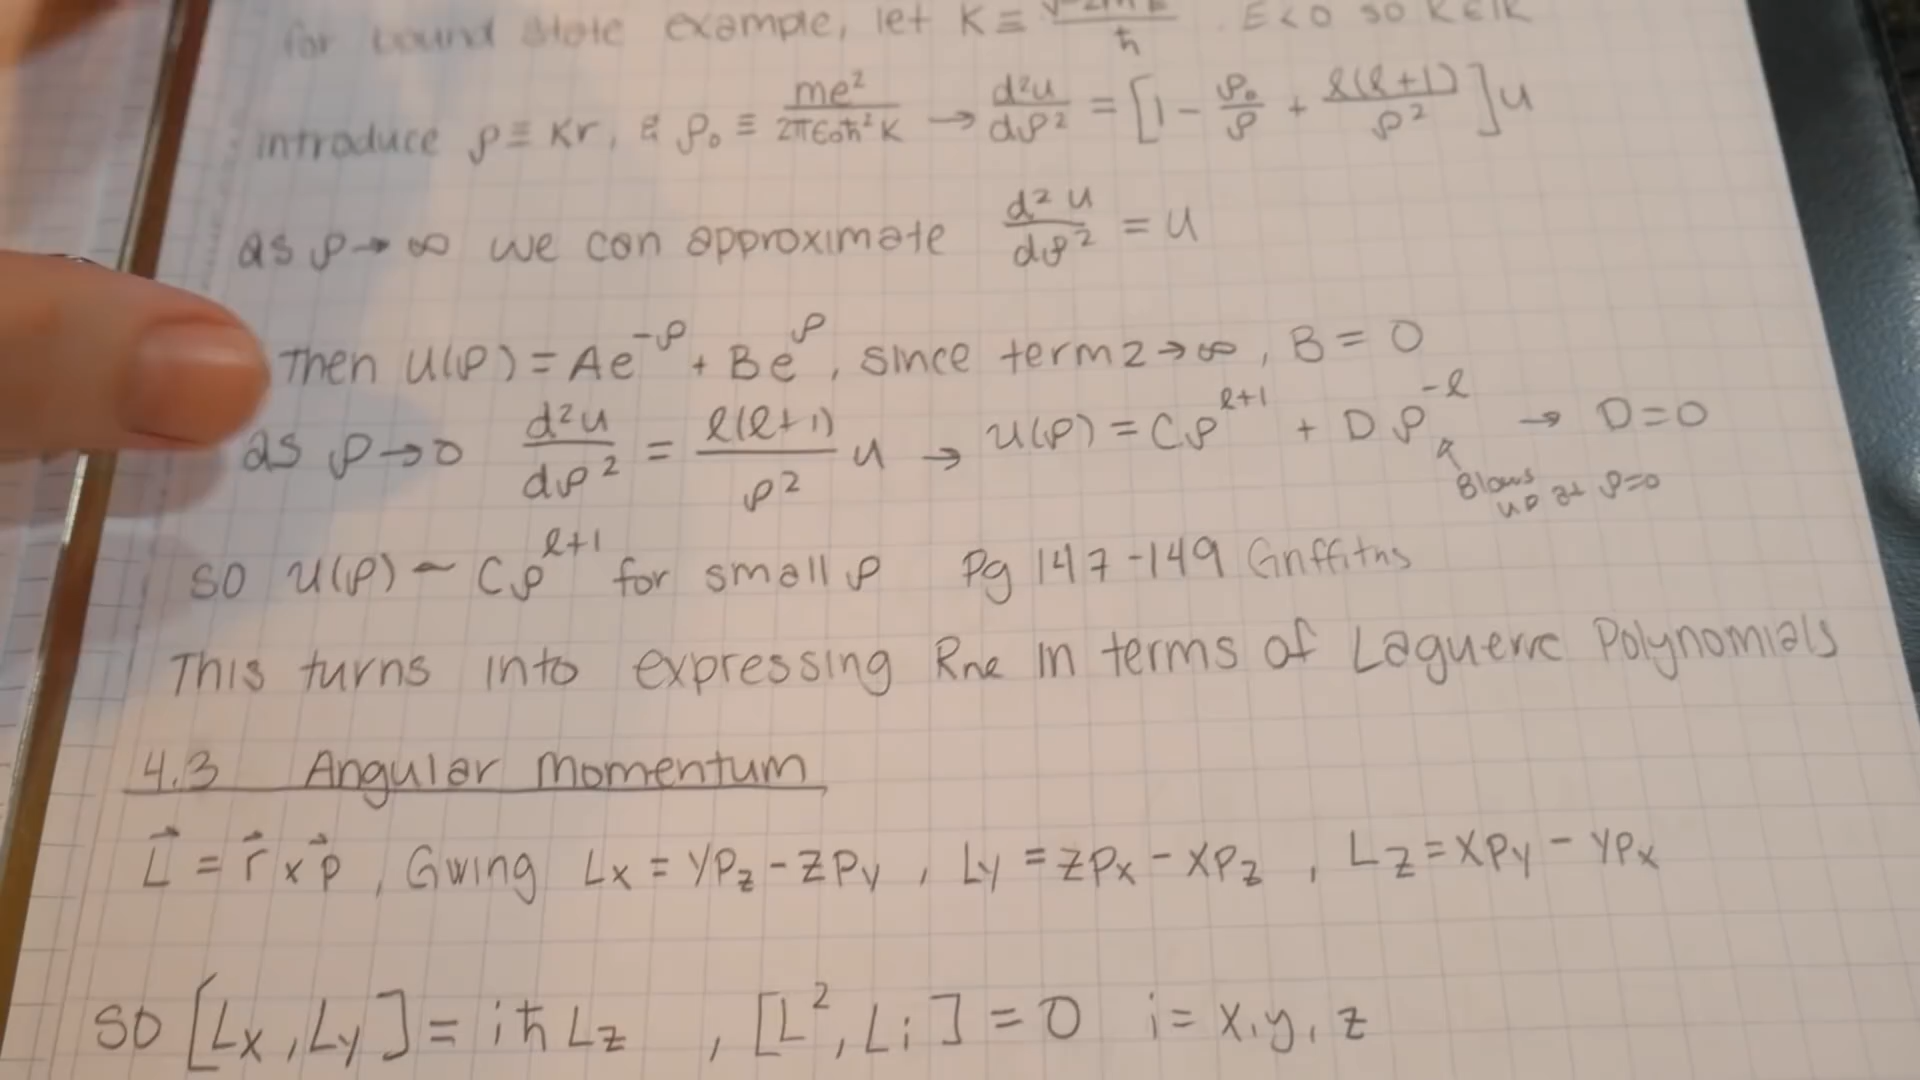 for bound state example, let K ≡ √-2mE / ħ . E<0 so K∈ℝ
introduce ρ ≡ Kr, & ρ₀ ≡ me² / 2πε₀ħ²K → d²u/dρ² = [1 - ρ₀/ρ + l(l+1)/ρ²]u
as ρ→∞ we can approximate d²u/dρ² = u
Then u(ρ) = Ae^-ρ + Be^ρ, since term 2→∞, B = 0
as ρ→0 d²u/dρ² = l(l+1)/ρ² u → u(ρ) = Cρ^l+1 + Dρ^-l → D=0
Blows up at ρ=0
so u(ρ) ~ Cρ^l+1 for small ρ Pg 147-149 Griffiths
This turns into expressing Rnl in terms of Laguerre Polynomials
4.3 Angular Momentum
L⃗ = r⃗ × p⃗, Giving Lx = ypz - zpy, Ly = zpx - xpz, Lz = xpy - ypx
so [Lx, Ly] = iħLz, [L², Li] = 0 i = x, y, z